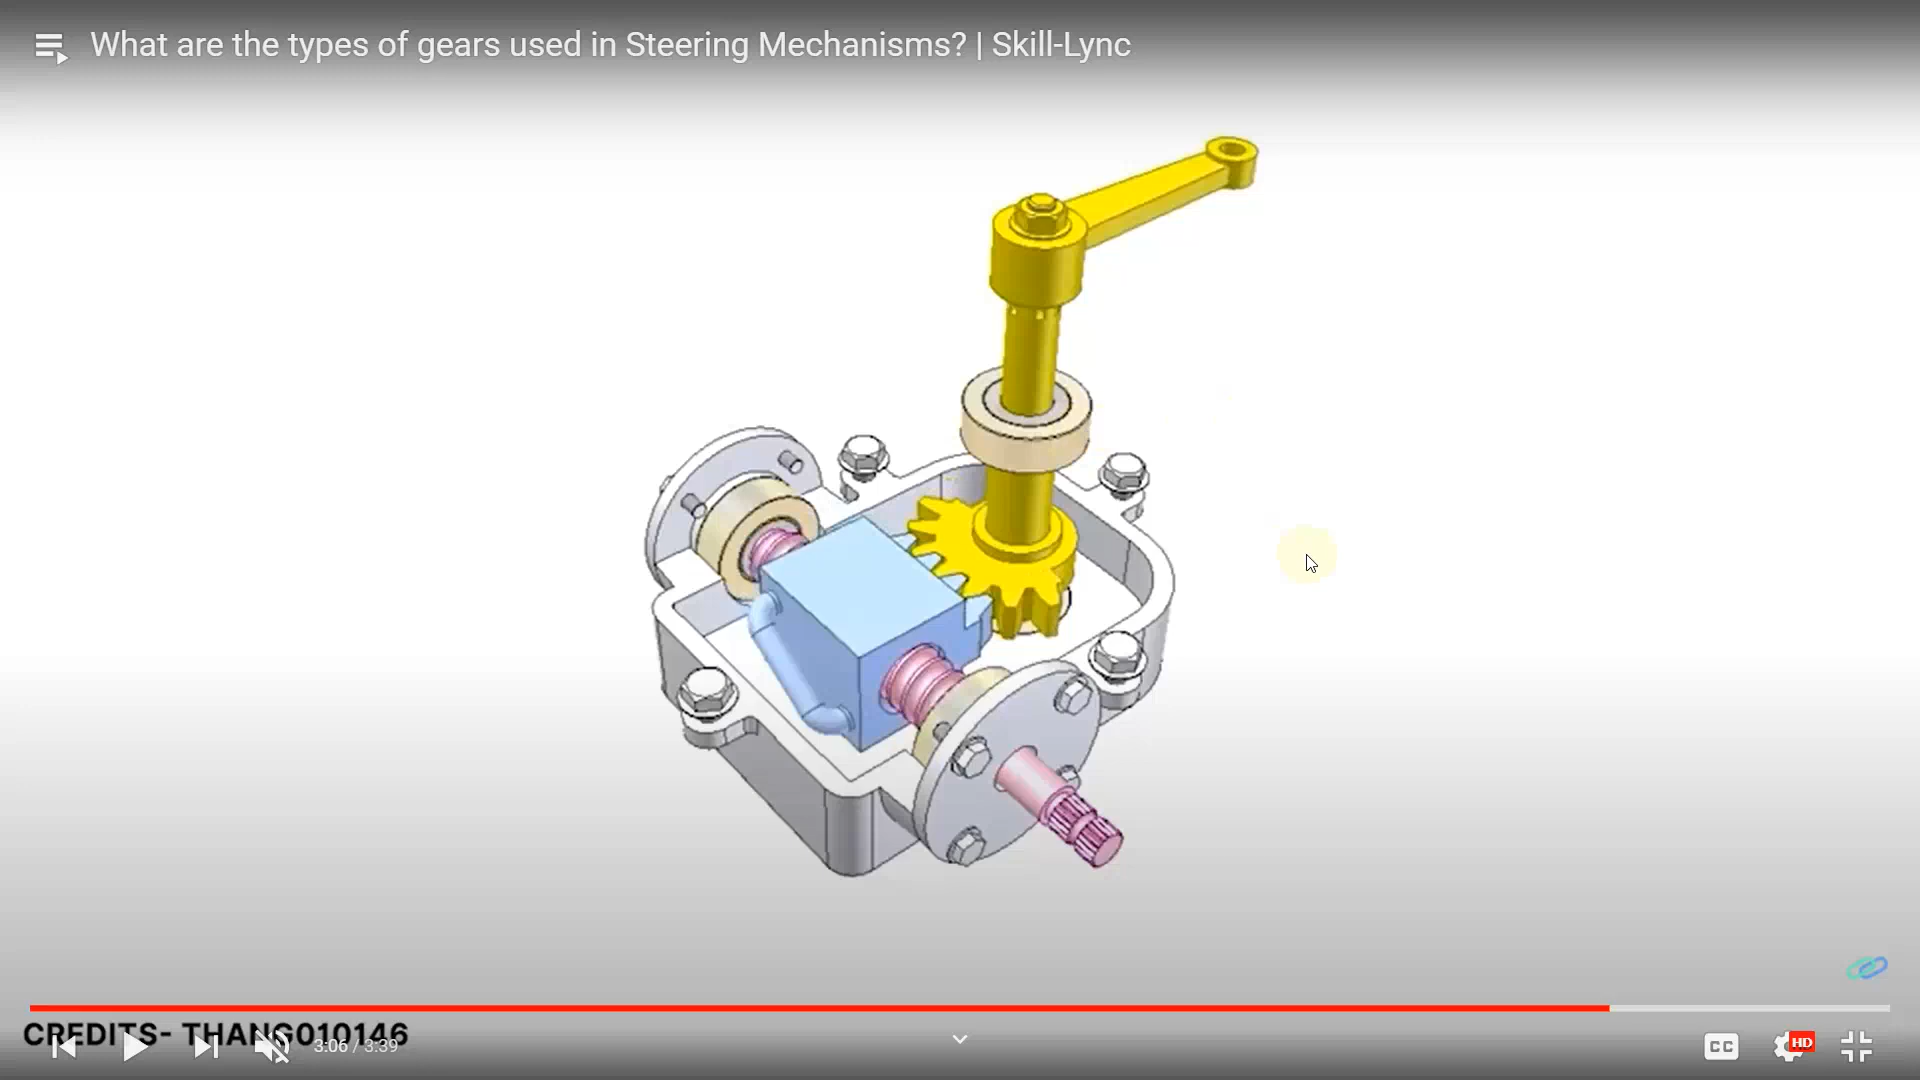 What are the types of gears used in Steering Mechanisms? | Skill-Lync
CREDITS- THANG010146
3:06 / 3:39
CC
HD